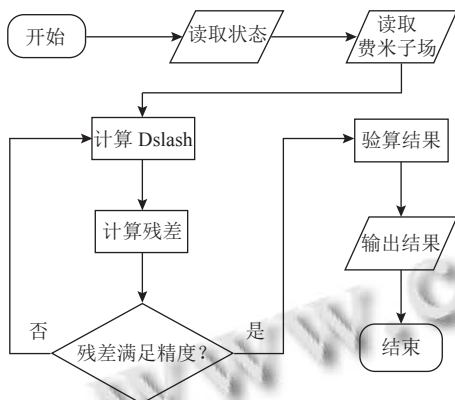 开始
读取状态
读取
费米子场
计算 Dslash
验算结果
计算残差
输出结果
否
是
残差满足精度？
结束
www.c